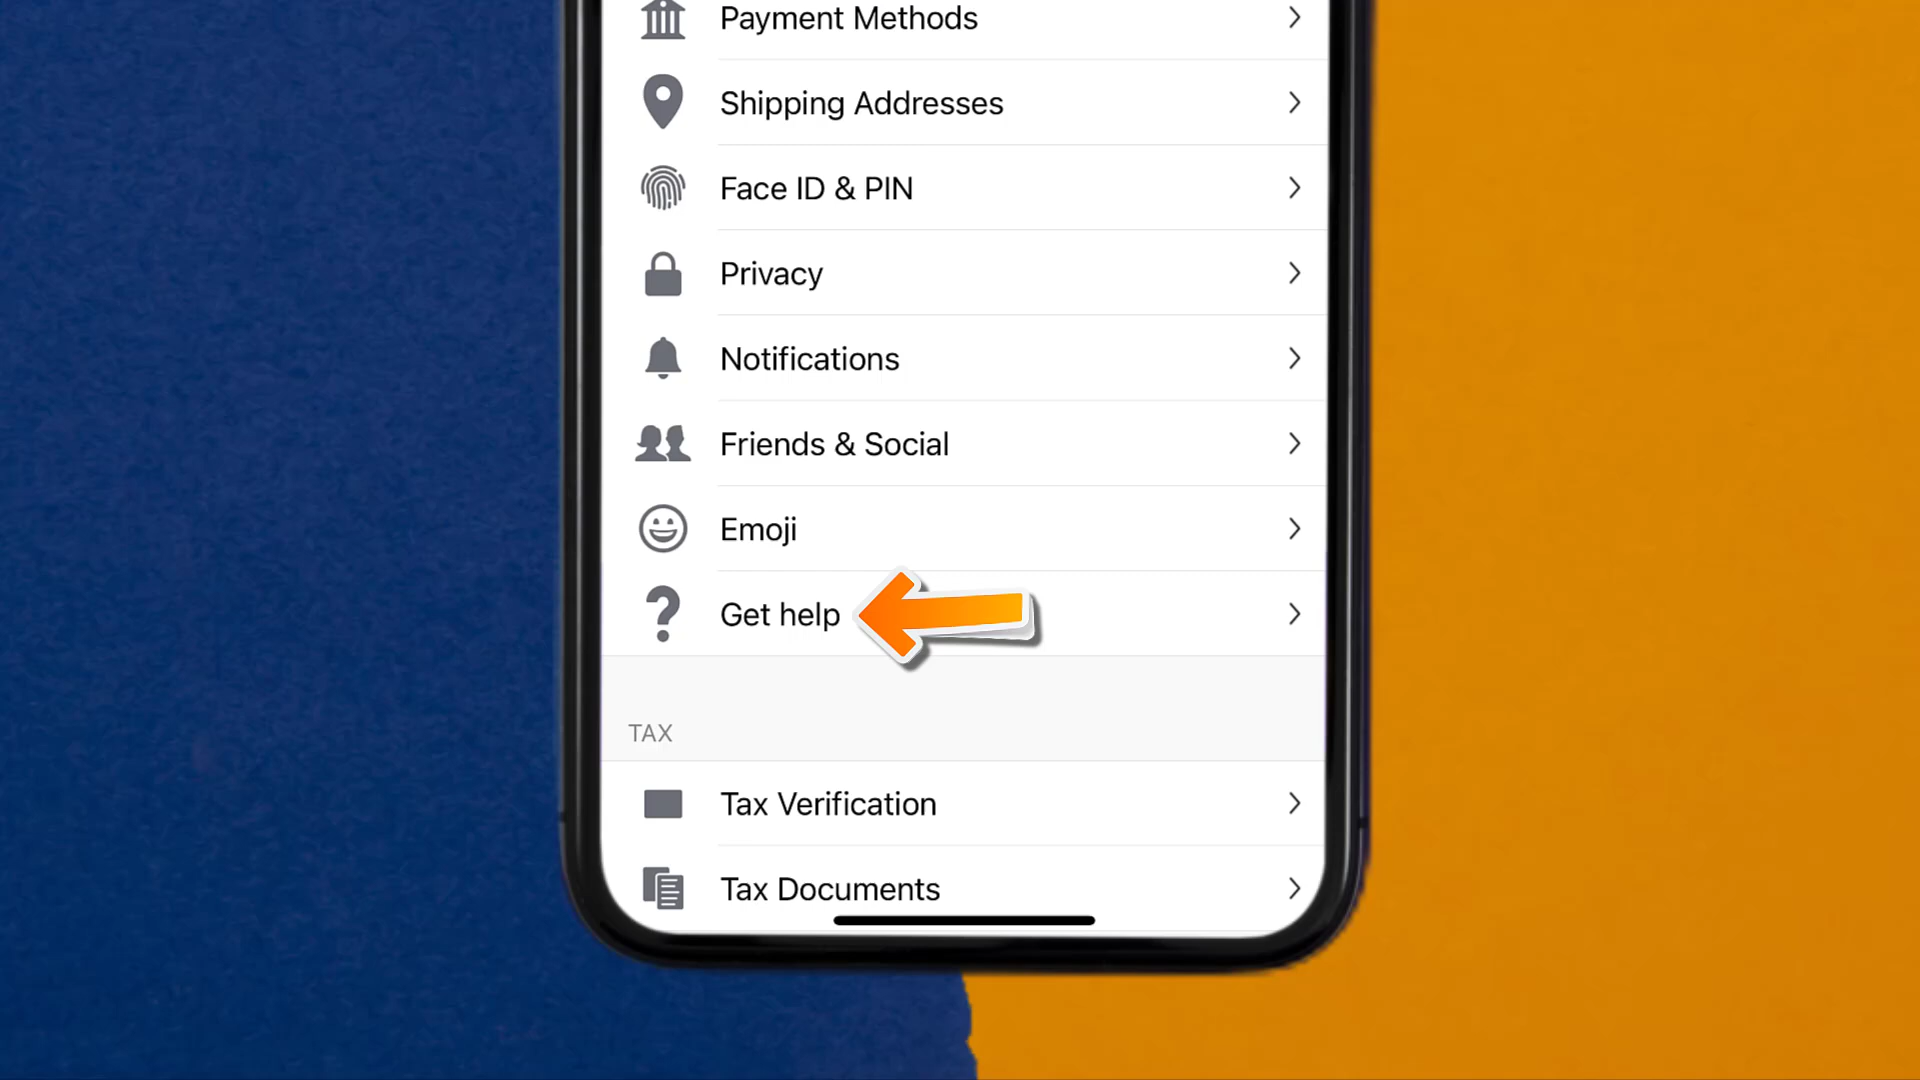 Payment Methods
Shipping Addresses
Face ID & PIN
Privacy
Notifications
Friends & Social
Emoji
Get help
TAX
Tax Verification
Tax Documents